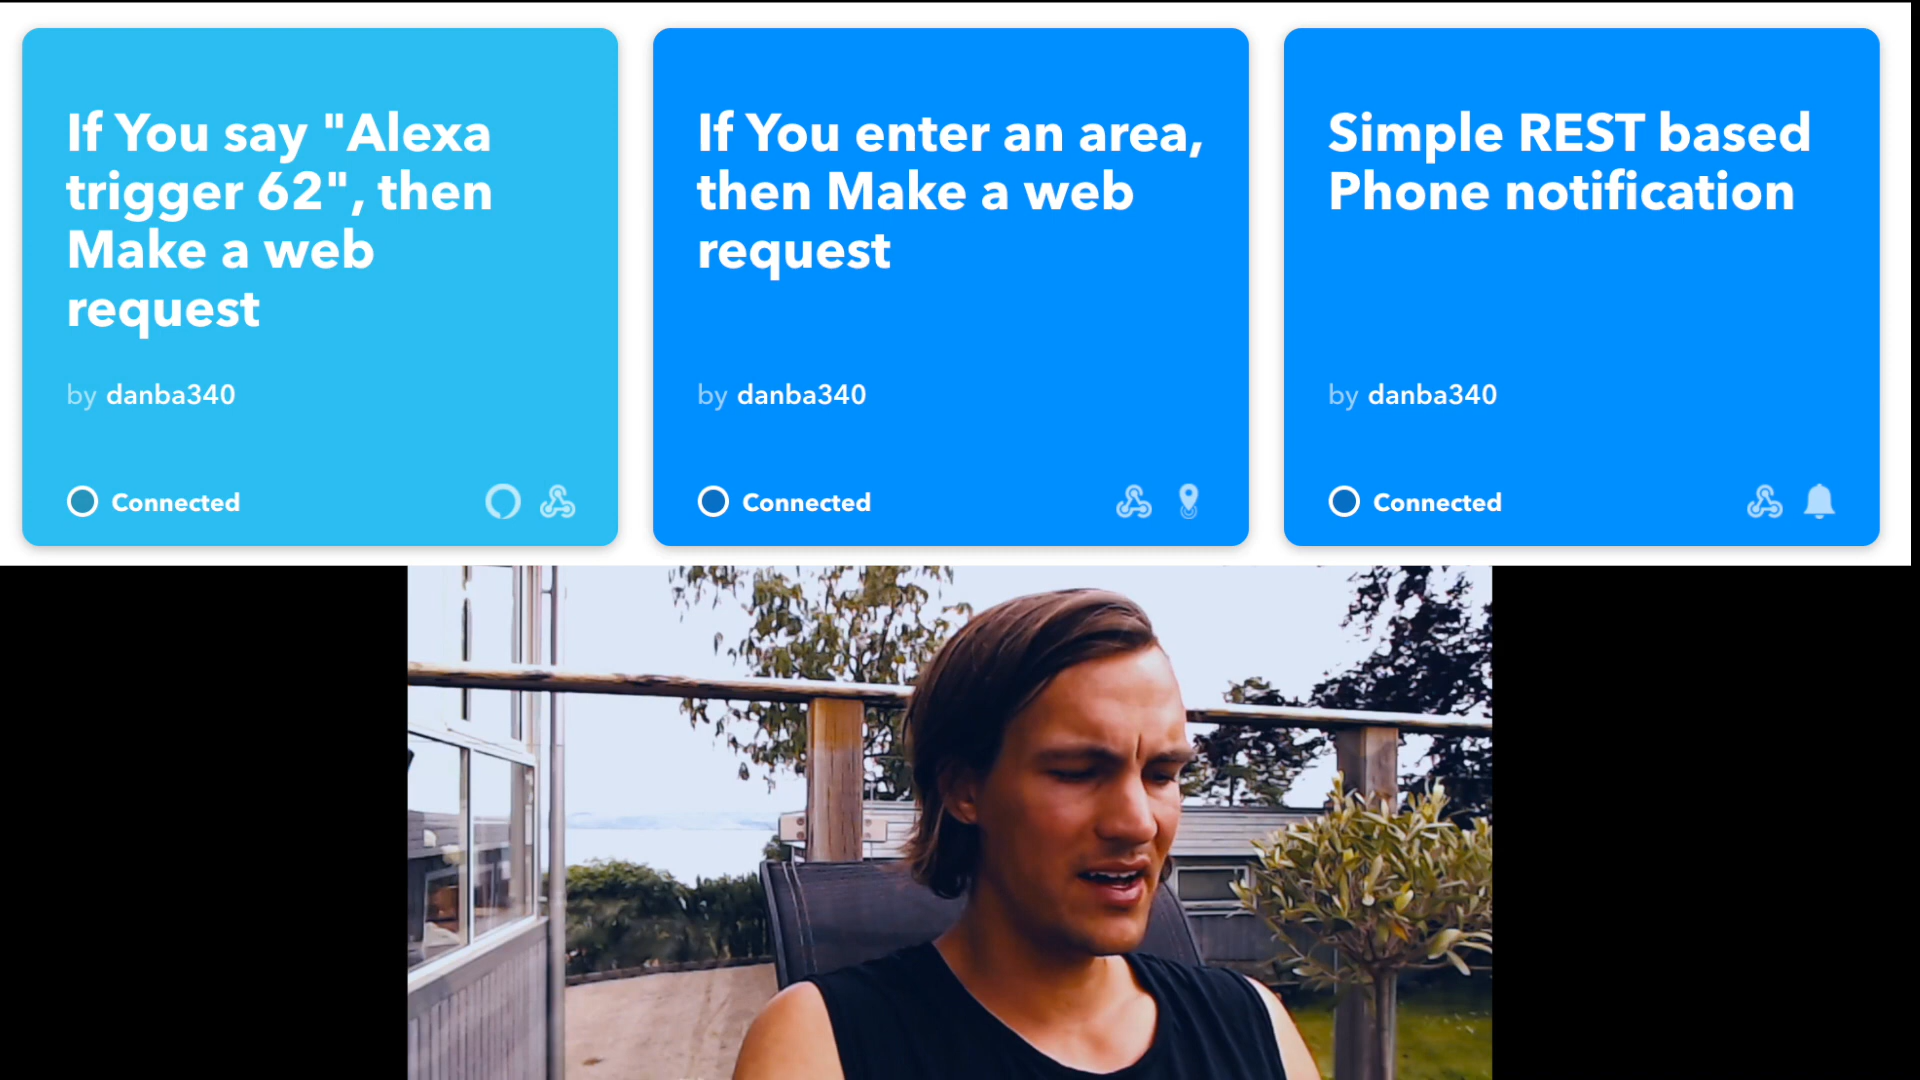 If You say "Alexa
trigger 62", then
Make a web
request
by danba340
Connected
If You enter an area,
then Make a web
request
by danba340
Connected
Simple REST based
Phone notification
by danba340
Connected